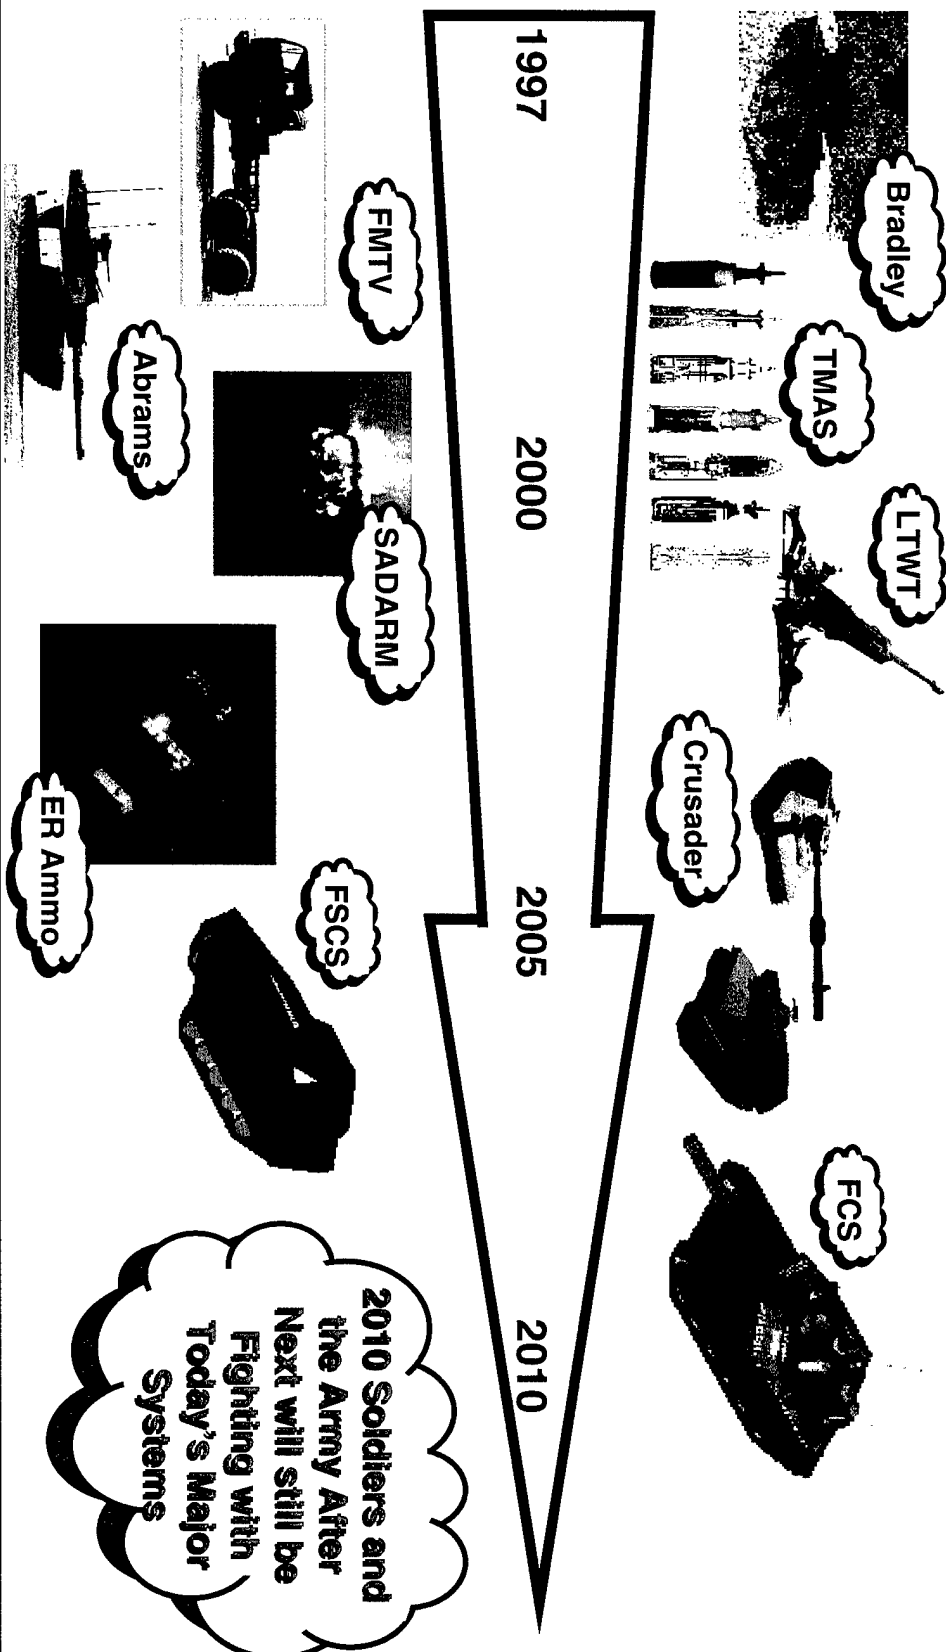 Bradley
TMAS
LTWT
Crusader
FCS
1997
2000
2005
2010
FMTV
Abrams
SADARM
ER Ammo
FSCS
2010 Soldiers and
the Army After
Next will still be
Fighting with
Today's Major
Systems